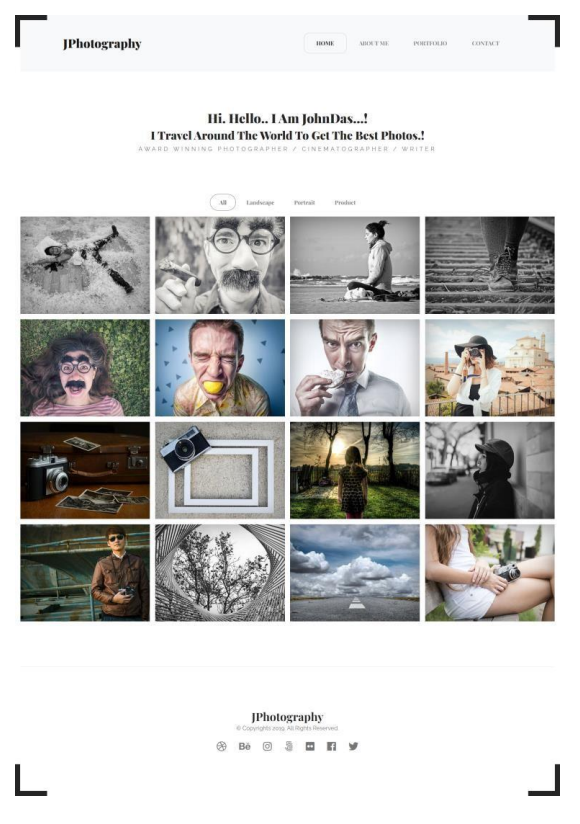 JPhotography
HOME
ABOUT ME
PORTFOLIO
CONTACT
Hi. Hello.. I Am JohnDas...!
I Travel Around The World To Get The Best Photos.!
AWARD WINNING PHOTOGRAPHER / CINEMATOGRAPHER / WRITER
All
Landscape
Portrait
Product
JPhotography
© Copyrights 2019. All Rights Reserved.
Bē